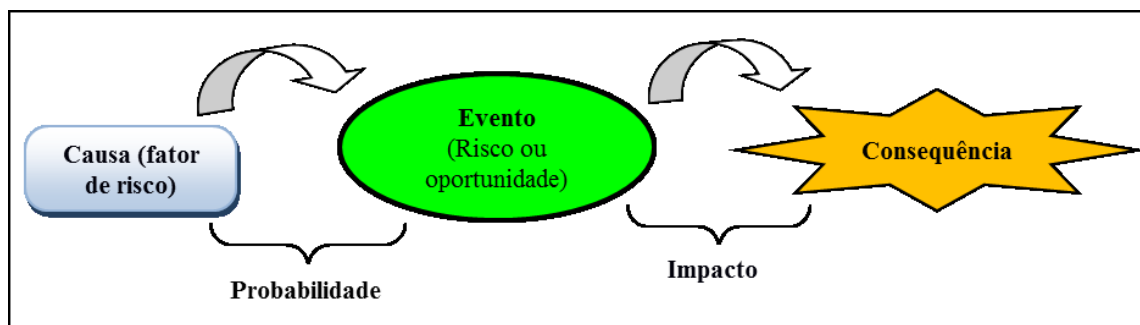 Causa (fator
de risco)
Evento
(Risco ou
oportunidade)
Consequência
Probabilidade
Impacto